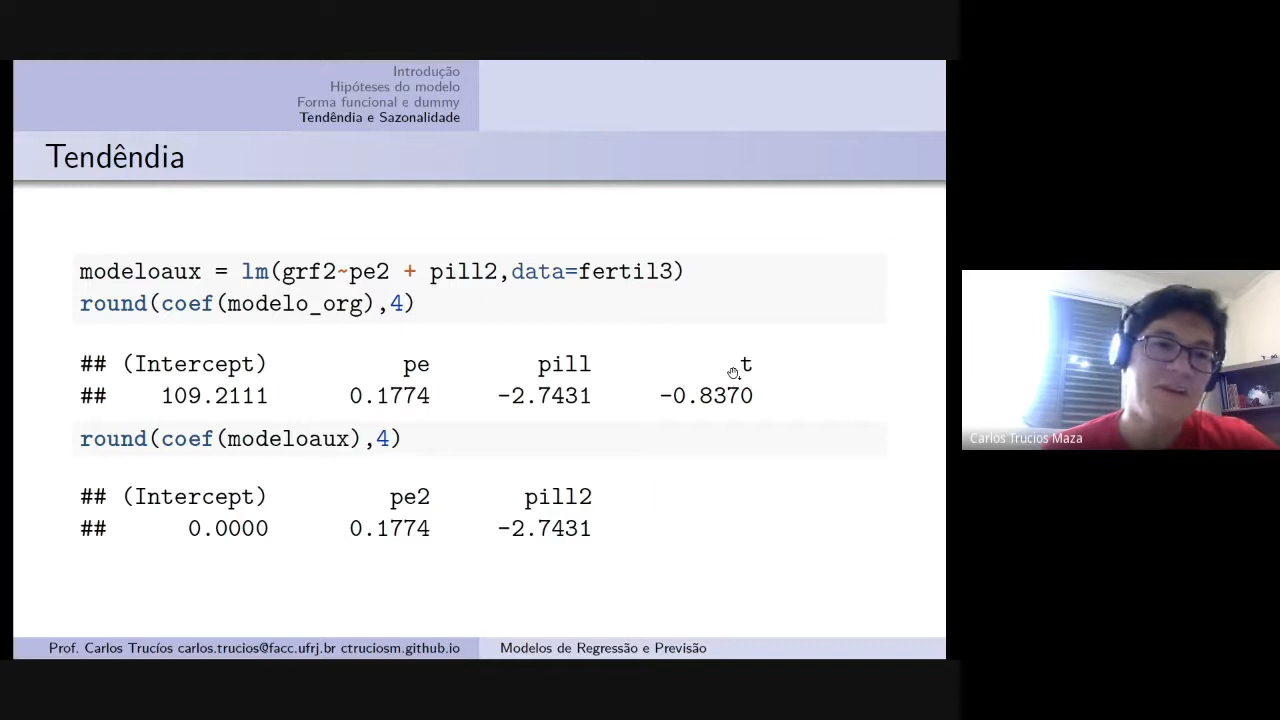 Introdução
Hipóteses do modelo
Forma funcional e dummy
Tendêndia e Sazonalidade
Tendêndia
modeloaux = lm(grf2~pe2 + pill2,data=fertil3)
round(coef(modelo_org),4)
## (Intercept) pe pill t
## 109.2111 0.1774 -2.7431 -0.8370
round(coef(modeloaux),4)
## (Intercept) pe2 pill2
## 0.0000 0.1774 -2.7431
Carlos Trucios Maza
Prof. Carlos Trucíos carlos.trucios@facc.ufrj.br ctruciosm.github.io
Modelos de Regressão e Previsão